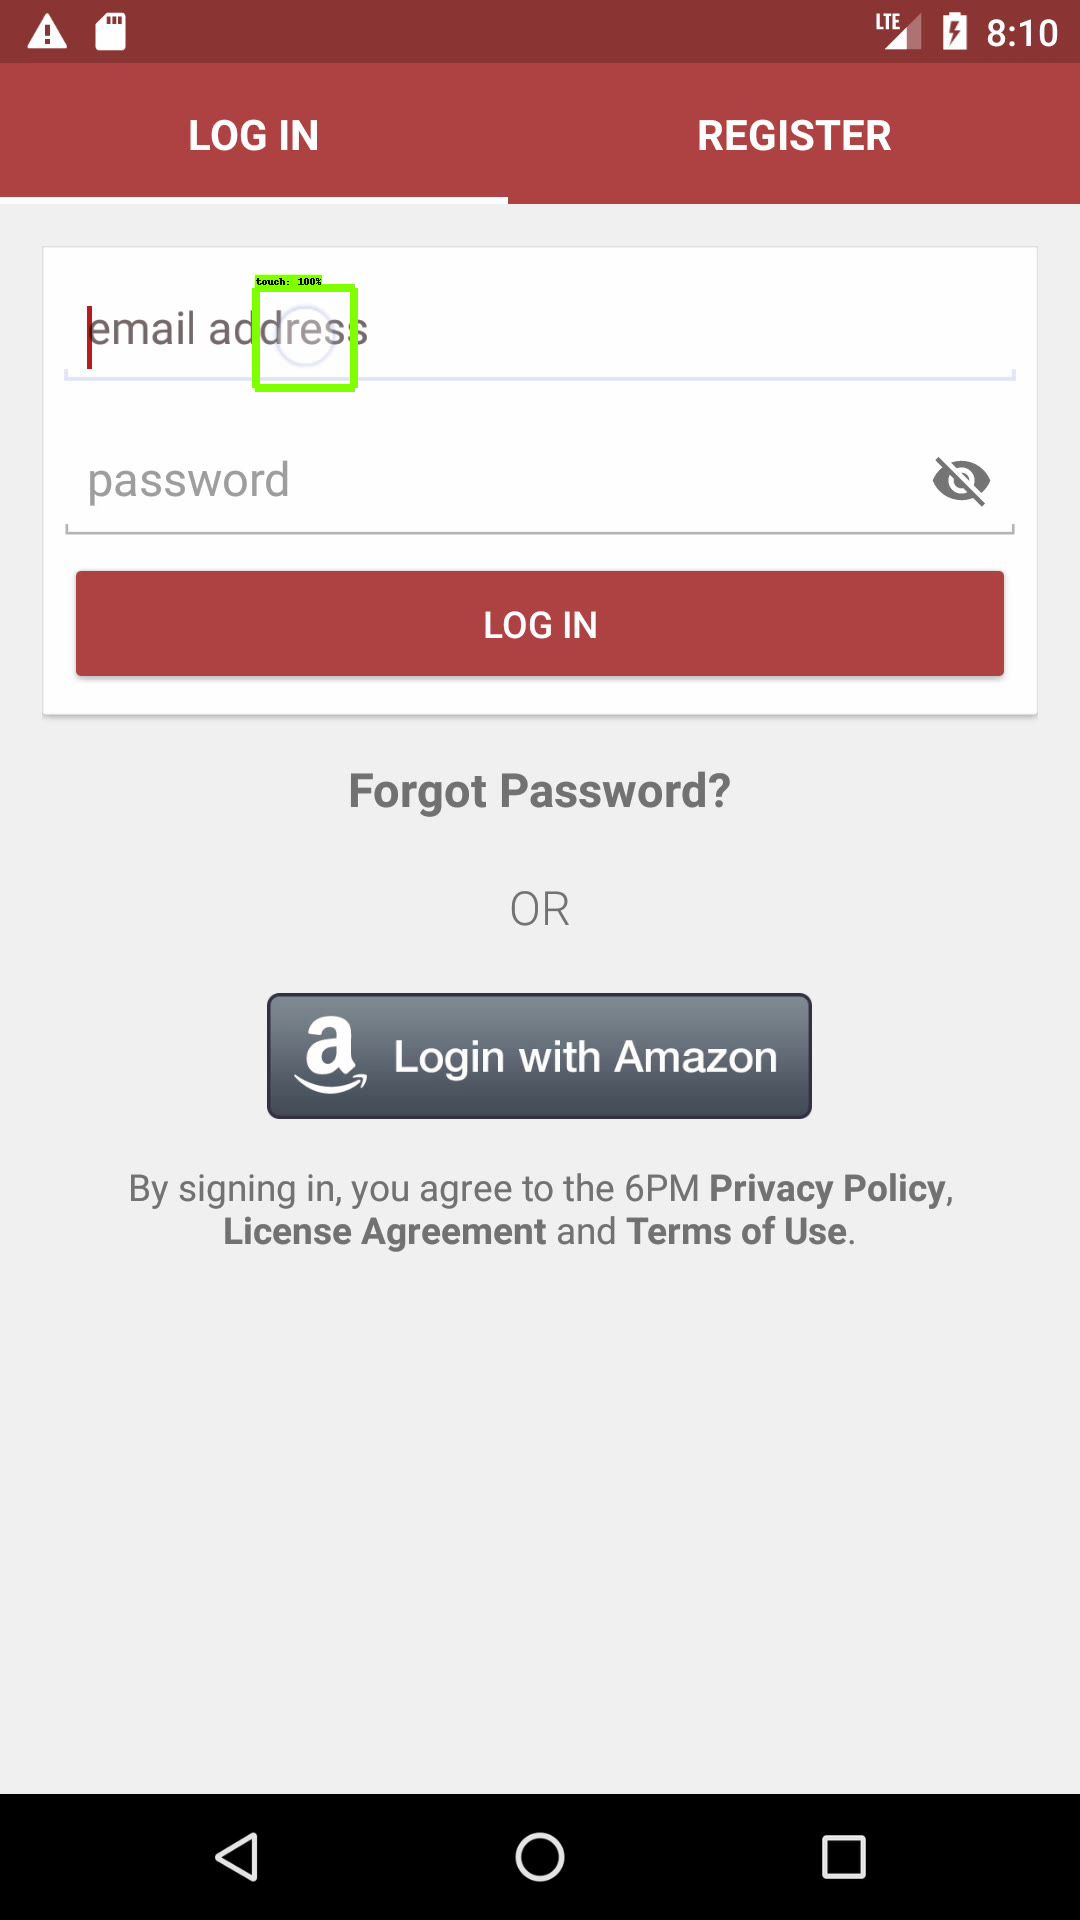 LTE 8:10
LOG IN REGISTER
touch: 100%
email address
password
LOG IN
Forgot Password?
OR
a Login with Amazon
By signing in, you agree to the 6PM Privacy Policy,
License Agreement and Terms of Use.